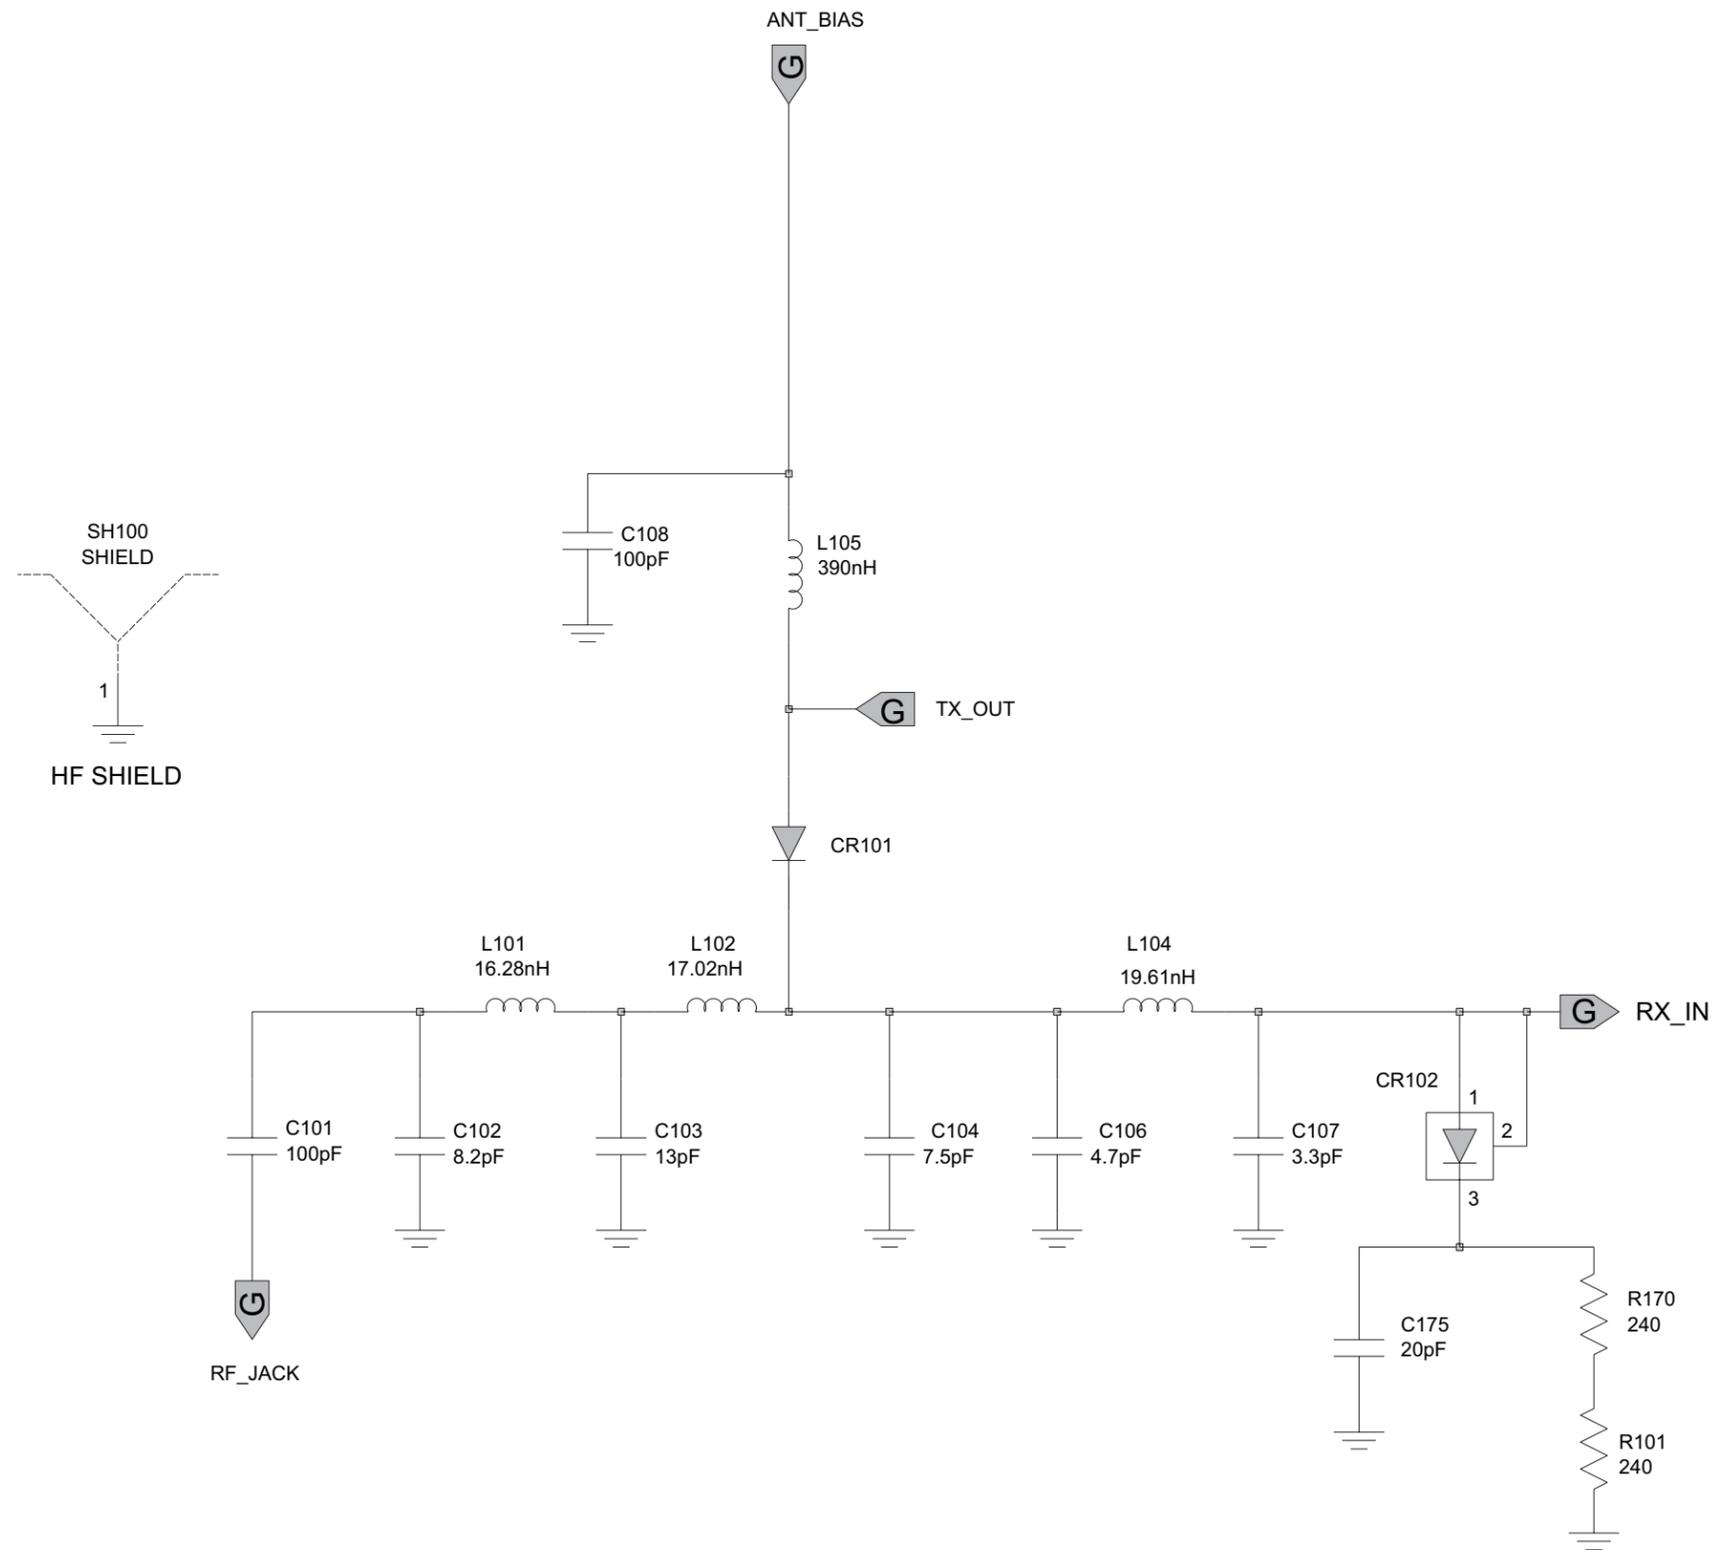 ANT_BIAS
G
C108
100pF
L105
390nH
SH100
SHIELD
1
HF SHIELD
G
TX_OUT
CR101
L101
16.28nH
L102
17.02nH
L104
19.61nH
G
RX_IN
CR102
1
2
3
C101
100pF
C102
8.2pF
C103
13pF
C104
7.5pF
C106
4.7pF
C107
3.3pF
G
RF_JACK
C175
20pF
R170
240
R101
240